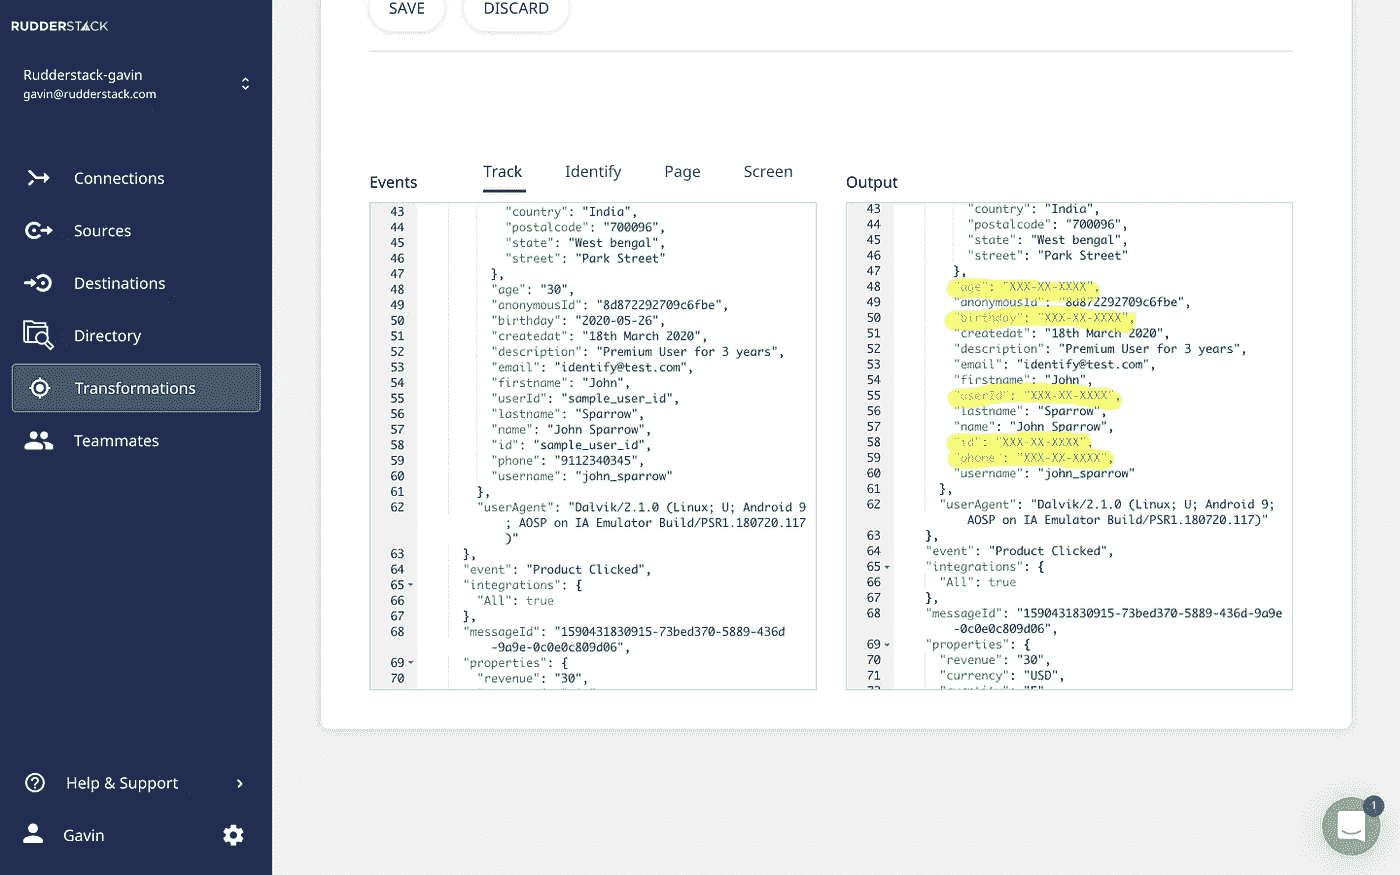 RUDDERSTACK
Rudderstack-gavin
gavin@rudderstack.com
Connections
Sources
Destinations
Directory
Transformations
Teammates
Help & Support
Gavin
SAVE DISCARD
Events Track Identify Page Screen
43 "country": "India",
44 "postalcode": "700096",
45 "state": "West bengal",
46 "street": "Park Street"
47 },
48 "age": "30",
49 "anonymousId": "8d872292709c6fbe",
50 "birthday": "2020-05-26",
51 "createdat": "18th March 2020",
52 "description": "Premium User for 3 years",
53 "email": "identify@test.com",
54 "firstname": "John",
55 "userId": "sample_user_id",
56 "lastname": "Sparrow",
57 "name": "John Sparrow",
58 "id": "sample_user_id",
59 "phone": "9112340345",
60 "username": "john_sparrow"
61 },
62 "userAgent": "Dalvik/2.1.0 (Linux; U; Android 9
; AOSP on IA Emulator Build/PSR1.180720.117
)"
63 },
64 "event": "Product Clicked",
65 "integrations": {
66 "All": true
67 },
68 "messageId": "1590431830915-73bed370-5889-436d
-9a9e-0c0e0c809d06",
69 "properties": {
70 "revenue": "30",
Output
43 "country": "India",
44 "postalcode": "700096",
45 "state": "West bengal",
46 "street": "Park Street"
47 },
48 "age": "XXX-XX-XXXX",
49 "anonymousId": "8d872292709c6fbe",
50 "birthday": "XXX-XX-XXXX",
51 "createdat": "18th March 2020",
52 "description": "Premium User for 3 years",
53 "email": "identify@test.com",
54 "firstname": "John",
55 "userId": "XXX-XX-XXXX",
56 "lastname": "Sparrow",
57 "name": "John Sparrow",
58 "id": "XXX-XX-XXXX",
59 "phone": "XXX-XX-XXXX",
60 "username": "john_sparrow"
61 },
62 "userAgent": "Dalvik/2.1.0 (Linux; U; Android 9;
AOSP on IA Emulator Build/PSR1.180720.117)"
63 },
64 "event": "Product Clicked",
65 "integrations": {
66 "All": true
67 },
68 "messageId": "1590431830915-73bed370-5889-436d-9a9e
-0c0e0c809d06",
69 "properties": {
70 "revenue": "30",
71 "currency": "USD",
1